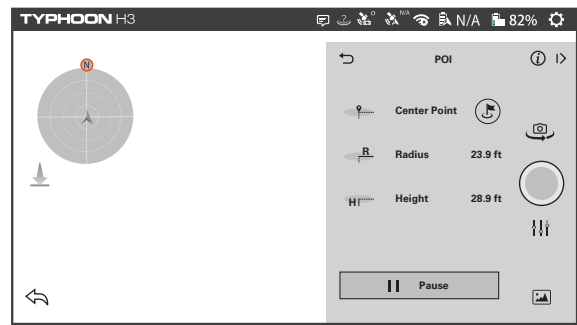 TYPHOON H3 N/A N/A 82%
N
POI
Center Point
R Radius 23.9 ft
H Height 28.9 ft
Pause